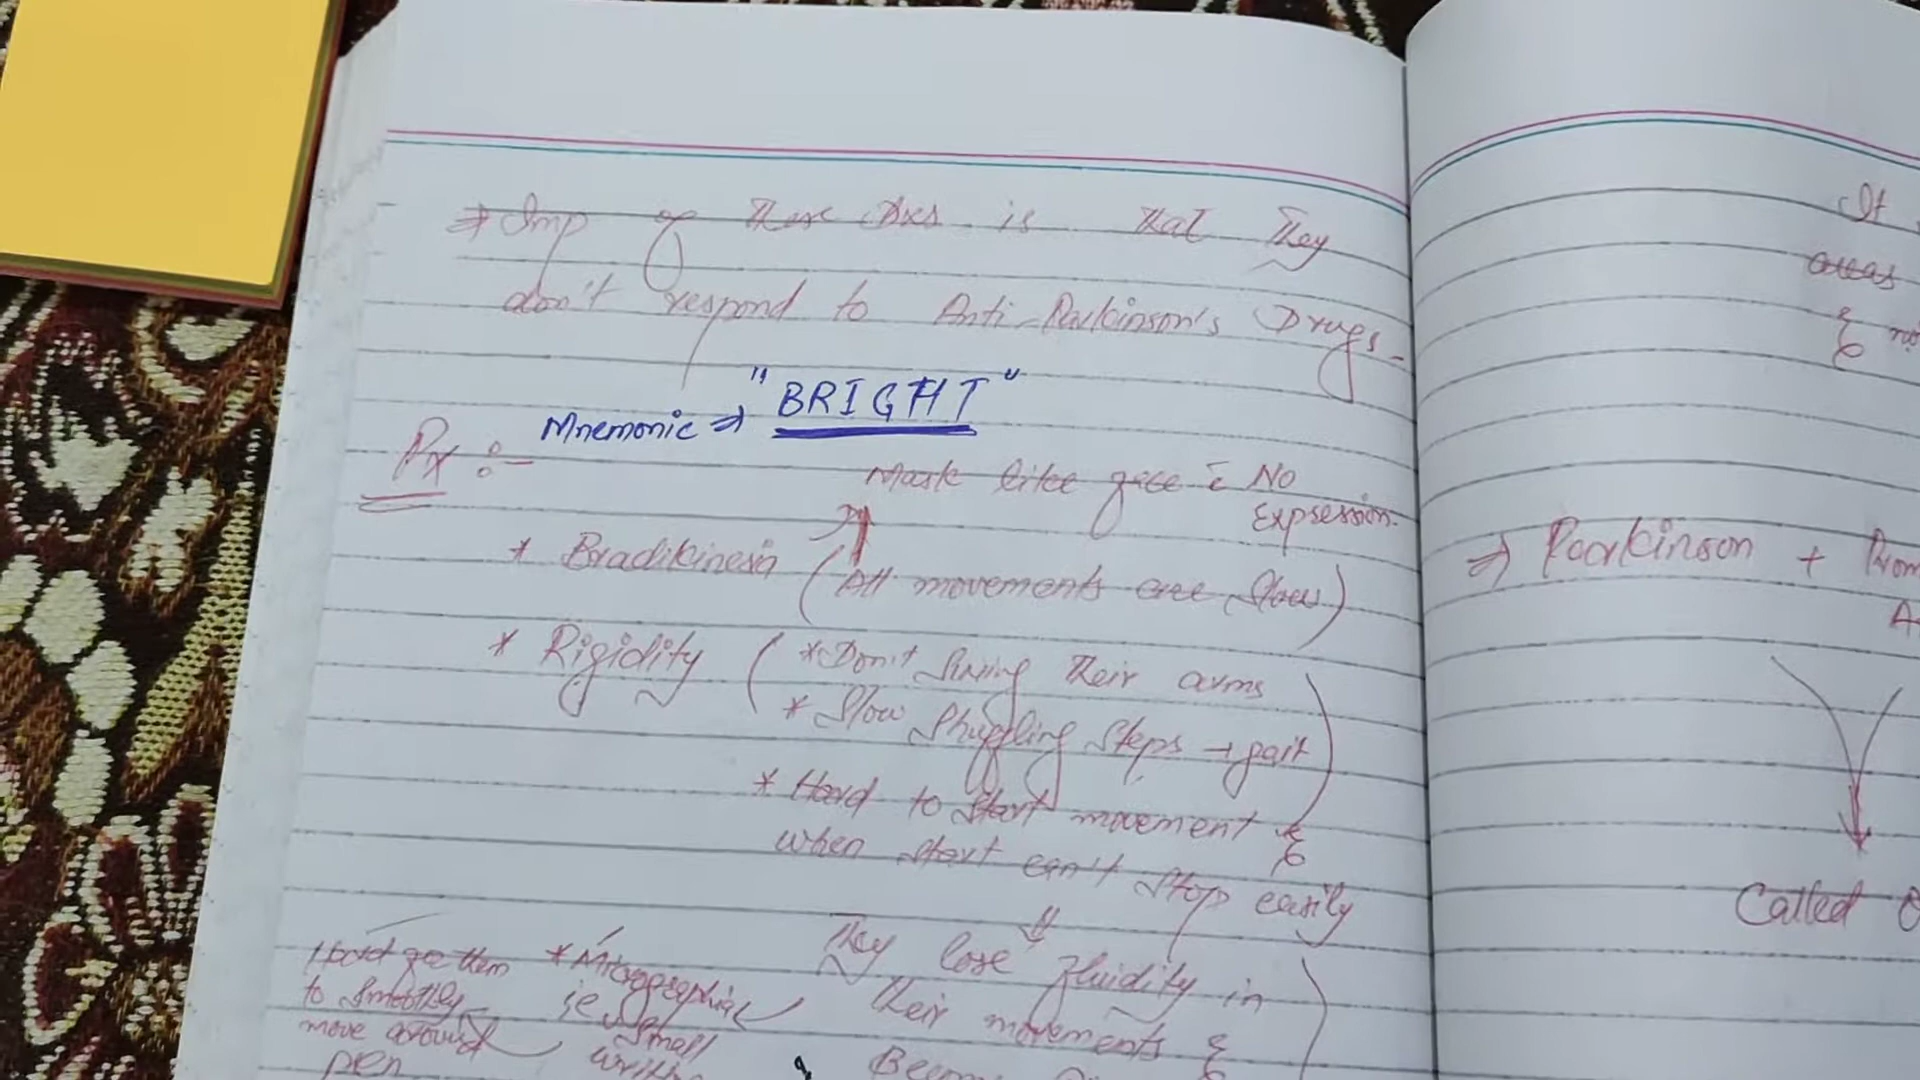 ⇒ Imp of these Dxs is that they
don't respond to Anti-Parkinson's Drugs.
Mnemonic ⇒ "BRIGHT"
Px :-
Mask like face c̄ No
Expression.
* Bradikinesia (All movements are slow)
* Rigidity ( * Don't swing their arms
* Slow shuffling steps → gait
* Hard to start movement &
when start can't stop easily
They lose fluidity in
their movements &
Hard for them
to smoothly
move around
pen
* Micrographia
ie small
It
areas
&
⇒ Parkinson +
Called